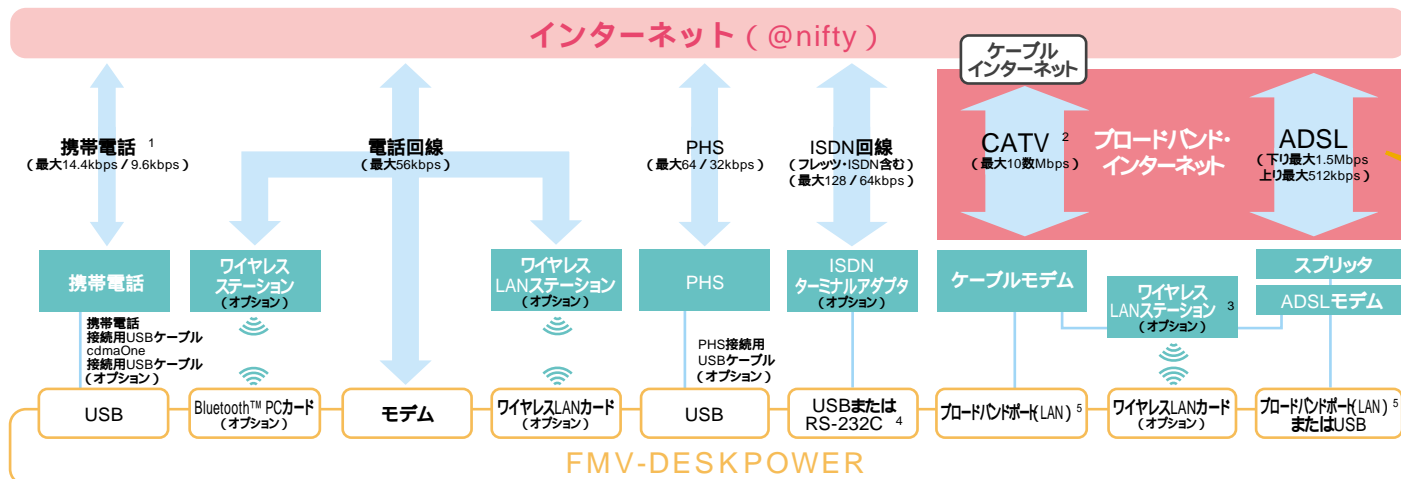 インターネット（@nifty）
ケーブル
インターネット
携帯電話 1
（最大14.4kbps / 9.6kbps）
電話回線
（最大56kbps）
PHS
（最大64 / 32kbps）
ISDN回線
（フレッツ・ISDN含む）
（最大128 / 64kbps）
CATV 2
（最大10数Mbps）
ブロードバンド・
インターネット
ADSL
（下り最大1.5Mbps
上り最大512kbps）
携帯電話
ワイヤレス
ステーション
（オプション）
ワイヤレス
LANステーション
（オプション）
PHS
ISDN
ターミナルアダプタ
（オプション）
ケーブルモデム
ワイヤレス
LANステーション 3
（オプション）
スプリッタ
ADSLモデム
携帯電話
接続用USBケーブル
cdmaOne
接続用USBケーブル
（オプション）
PHS接続用
USBケーブル
（オプション）
USB
Bluetooth™ PCカード
（オプション）
モデム
ワイヤレスLANカード
（オプション）
USB
USBまたは
RS-232C 4
ブロードバンドポート(LAN) 5
ワイヤレスLANカード
（オプション）
ブロードバンドポート(LAN) 5
またはUSB
FMV-DESKPOWER